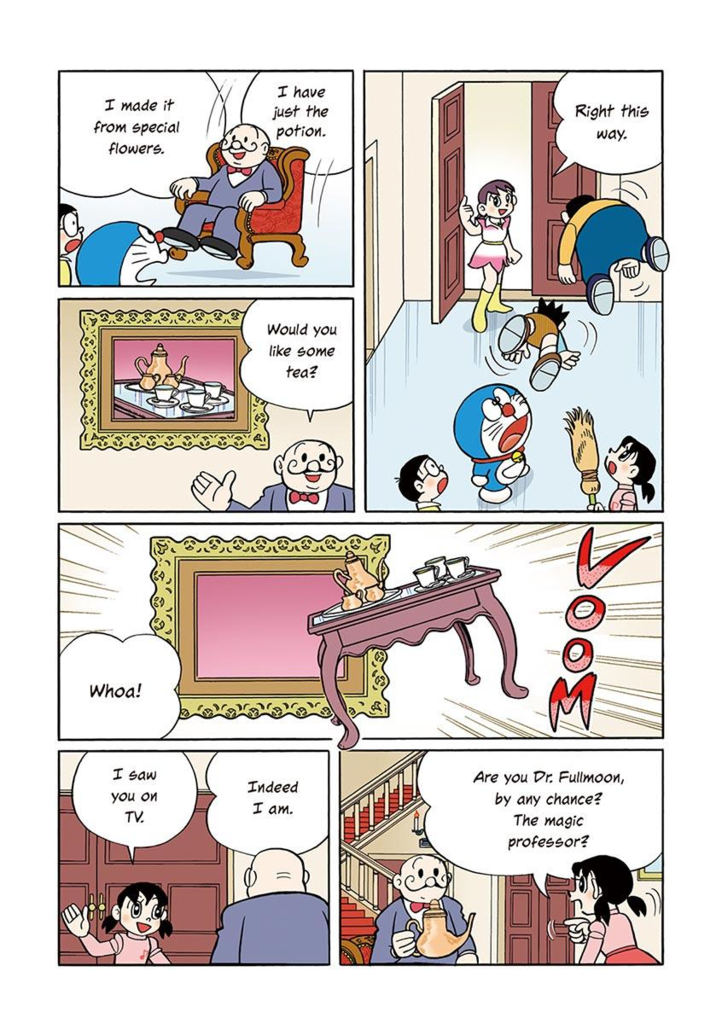 Right this
way.
I have
just the
potion.
I made it
from special
flowers.
Would you
like some
tea?
VOOM
Whoa!
Are you Dr. Fullmoon,
by any chance?
The magic
professor?
Indeed
I am.
I saw
you on
TV.